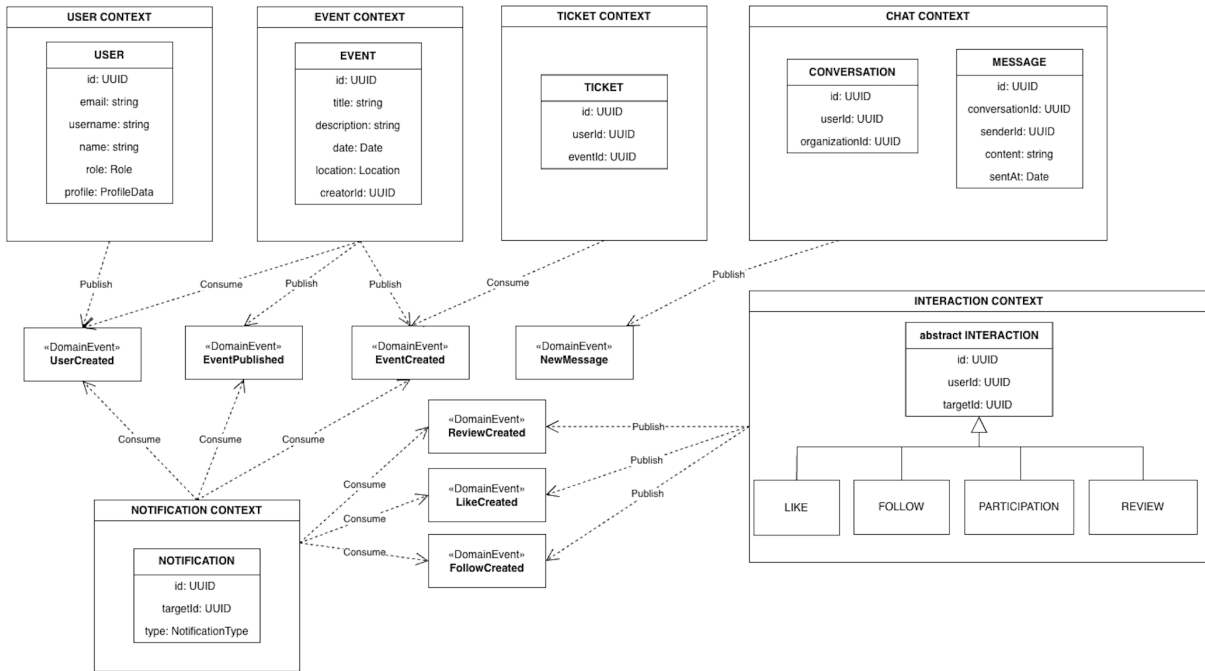 USER CONTEXT
USER
id: UUID
email: string
username: string
name: string
role: Role
profile: ProfileData
EVENT CONTEXT
EVENT
id: UUID
title: string
description: string
date: Date
location: Location
creatorId: UUID
TICKET CONTEXT
TICKET
id: UUID
userId: UUID
eventId: UUID
CHAT CONTEXT
CONVERSATION
id: UUID
userId: UUID
organizationId: UUID
MESSAGE
id: UUID
conversationId: UUID
senderId: UUID
content: string
sentAt: Date
Publish
Consume
Publish
Publish
Consume
Publish
«DomainEvent»
UserCreated
«DomainEvent»
EventPublished
«DomainEvent»
EventCreated
«DomainEvent»
NewMessage
INTERACTION CONTEXT
abstract INTERACTION
id: UUID
userId: UUID
targetId: UUID
LIKE
FOLLOW
PARTICIPATION
REVIEW
Consume
Consume
Consume
«DomainEvent»
ReviewCreated
Publish
«DomainEvent»
LikeCreated
Publish
«DomainEvent»
FollowCreated
Publish
Consume
Consume
Consume
NOTIFICATION CONTEXT
NOTIFICATION
id: UUID
targetId: UUID
type: NotificationType